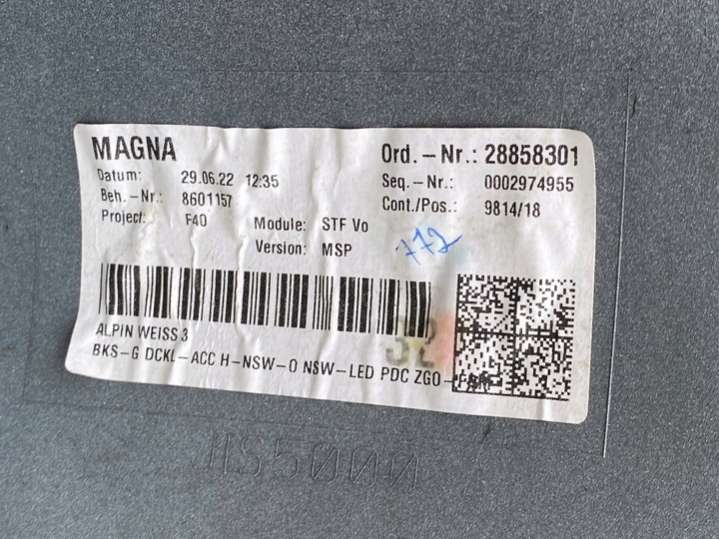 MAGNA
Ord. – Nr.: 28858301
Datum: 29.06.22 12:35
Seq. – Nr.: 0002974955
Beh. – Nr.: 8601157
Cont./Pos.: 9814/18
Project: F40
Module: STF Vo
Version: MSP
772
32
ALPIN WEISS 3
BKS–G DCKL–ACC H–NSW–O NSW–LED PDC ZGO
HS5000